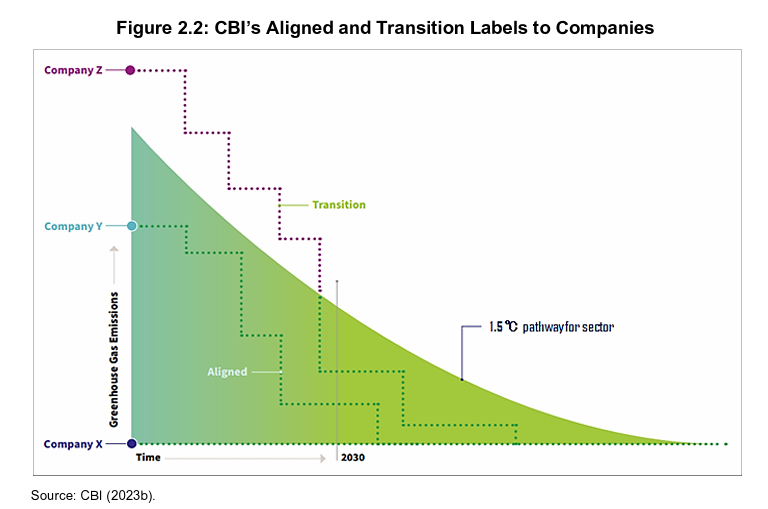 Figure 2.2: CBI's Aligned and Transition Labels to Companies
Company Z
Transition
Company Y
Greenhouse Gas Emissions
1.5 ℃ pathwayfor sector
Aligned
Company X
Time
2030
Source: CBI (2023b).